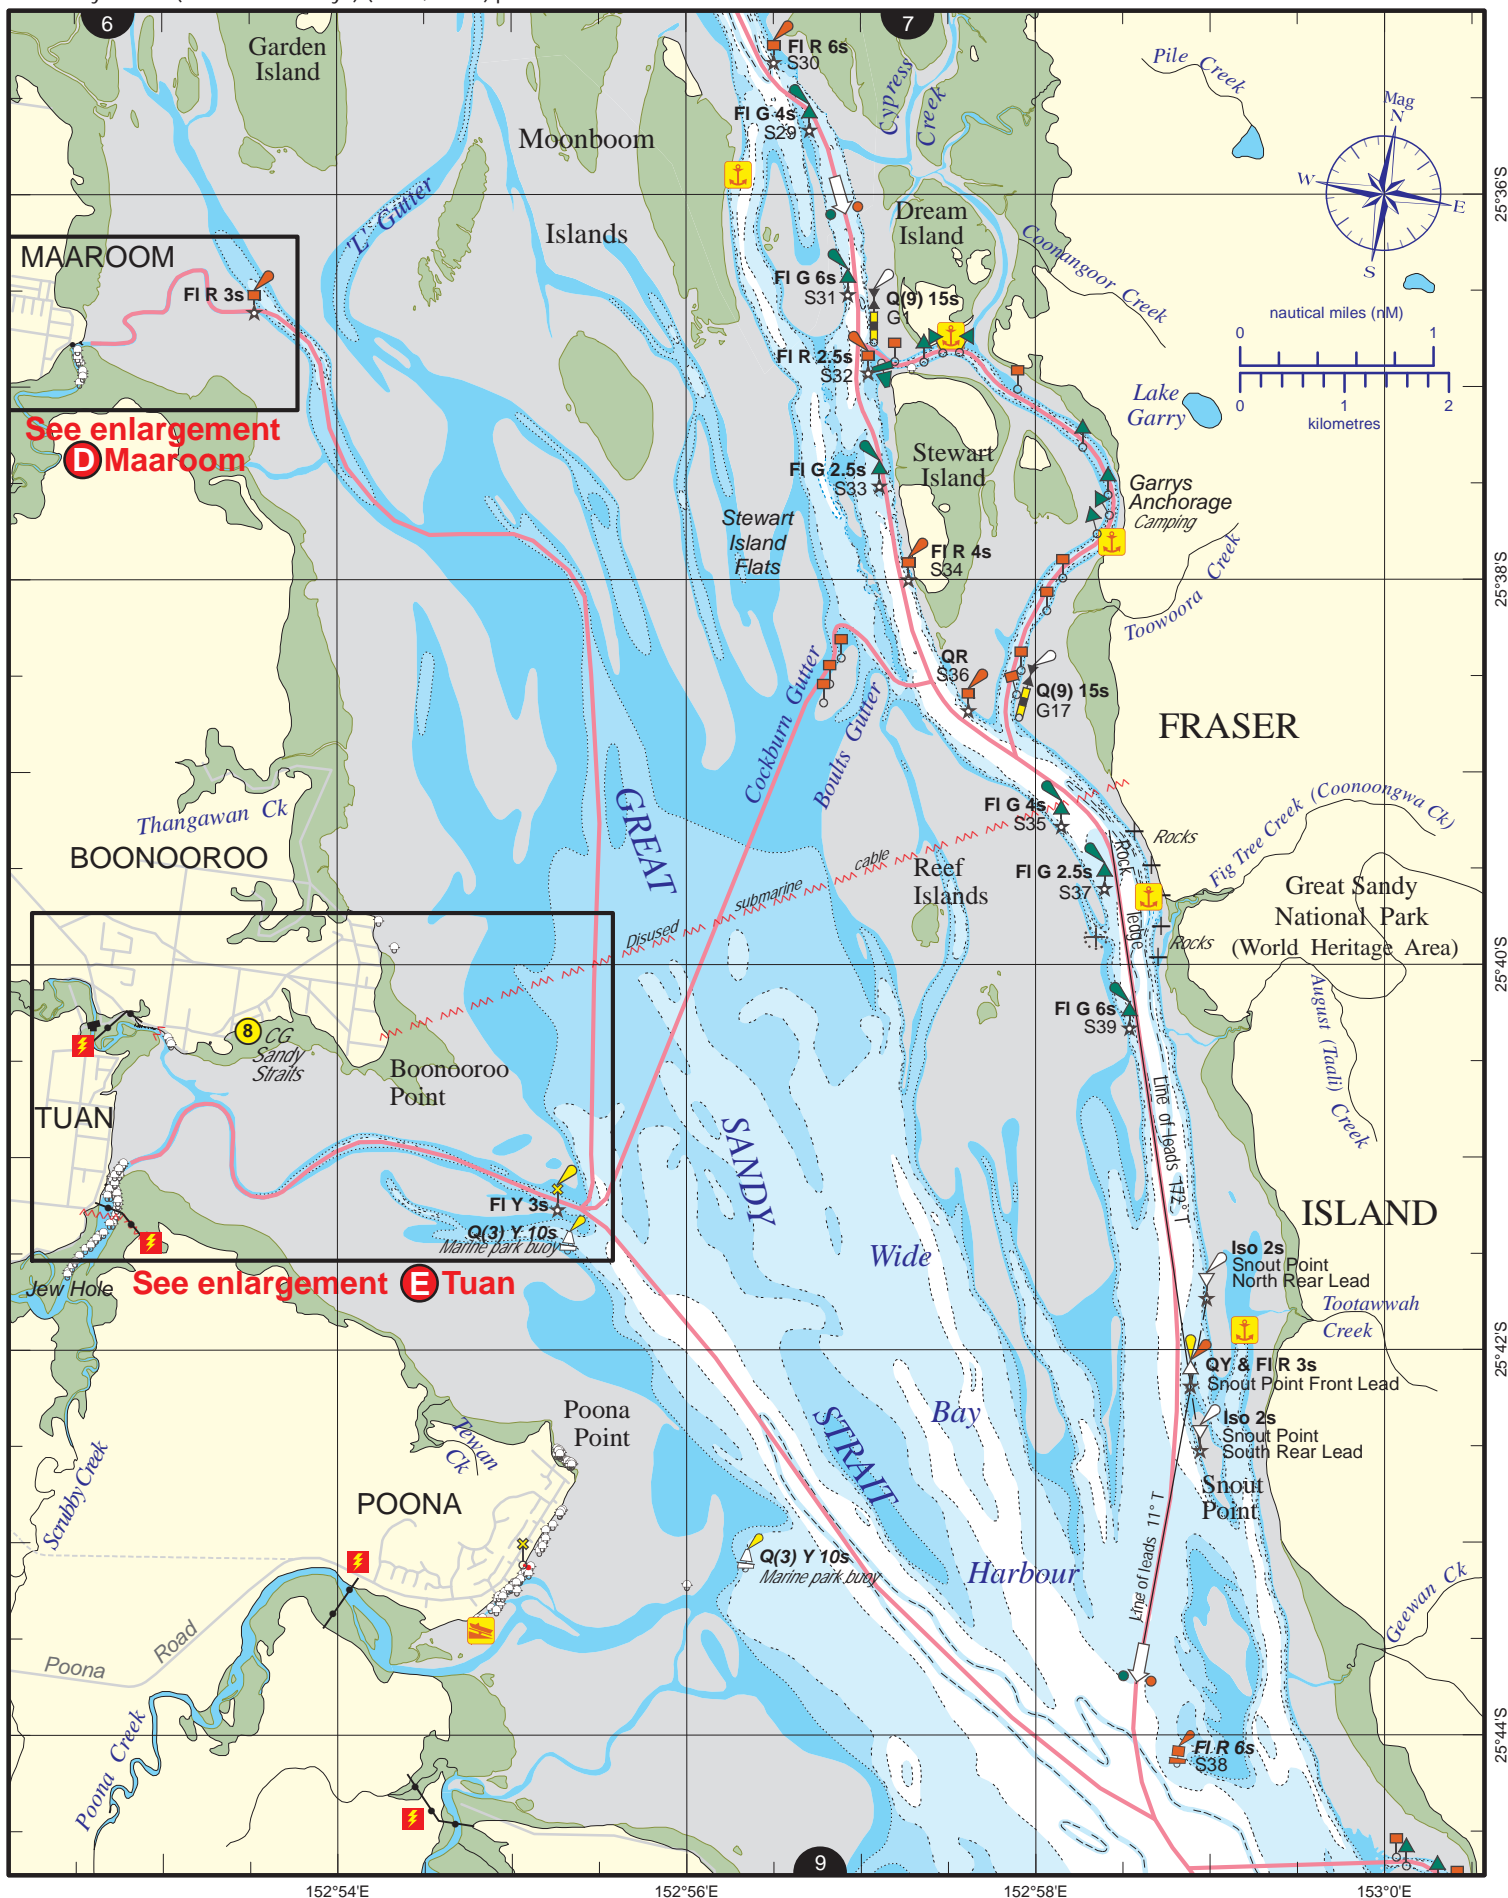 6
7
Garden
Island
Fl R 6s
S30
Cypress
Creek
Pile Creek
Mag
N
W
E
S
Fl G 4s
S29
Moonboom
Islands
'L' Gutter
25°36'S
Dream
Island
Coonangoor Creek
MAAROOM
Fl R 3s
Fl G 6s
S31
Q(9) 15s
G1
nautical miles (nM)
0
1
0
1
2
kilometres
Fl R 2.5s
S32
Lake
Garry
See enlargement
D Maaroom
Fl G 2.5s
S33
Stewart
Island
Garrys
Anchorage
Camping
Stewart
Island
Flats
Fl R 4s
S34
25°38'S
Toowoora Creek
QR
S36
Q(9) 15s
G17
Cockburn Gutter
Boults Gutter
FRASER
Thangawan Ck
BOONOOROO
GREAT
Fl G 4s
S35
Rocks
Fig Tree Creek (Coonoongwa Ck)
Fl G 2.5s
S37
Rock
ledge
Reef
Islands
Great Sandy
National Park
(World Heritage Area)
Disused
submarine
cable
Rocks
25°40'S
Fl G 6s
S39
August (Taali) Creek
8
CG
Sandy
Straits
Boonooroo
Point
TUAN
Line of leads 172° T
SANDY
Fl Y 3s
Q(3) Y 10s
Marine park buoy
ISLAND
Wide
Iso 2s
Snout Point
North Rear Lead
Jew Hole
See enlargement E Tuan
Tootawwah
Creek
25°42'S
QY & Fl R 3s
Snout Point Front Lead
Poona
Point
STRAIT
Bay
Iso 2s
Snout Point
South Rear Lead
Tewan
Ck
Scrubby Creek
POONA
Snout
Point
Line of leads 11° T
Q(3) Y 10s
Marine park buoy
Harbour
Geewan Ck
Poona
Road
Poona Creek
25°44'S
Fl R 6s
S38
9
152°54'E
152°56'E
152°58'E
153°0'E